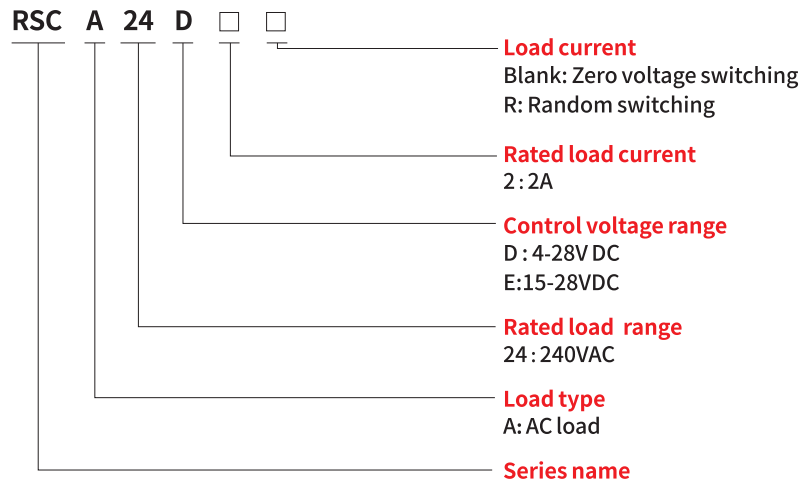 RSC A 24 D □ □
Load current
Blank: Zero voltage switching
R: Random switching
Rated load current
2 : 2A
Control voltage range
D : 4-28V DC
E:15-28VDC
Rated load range
24 : 240VAC
Load type
A: AC load
Series name